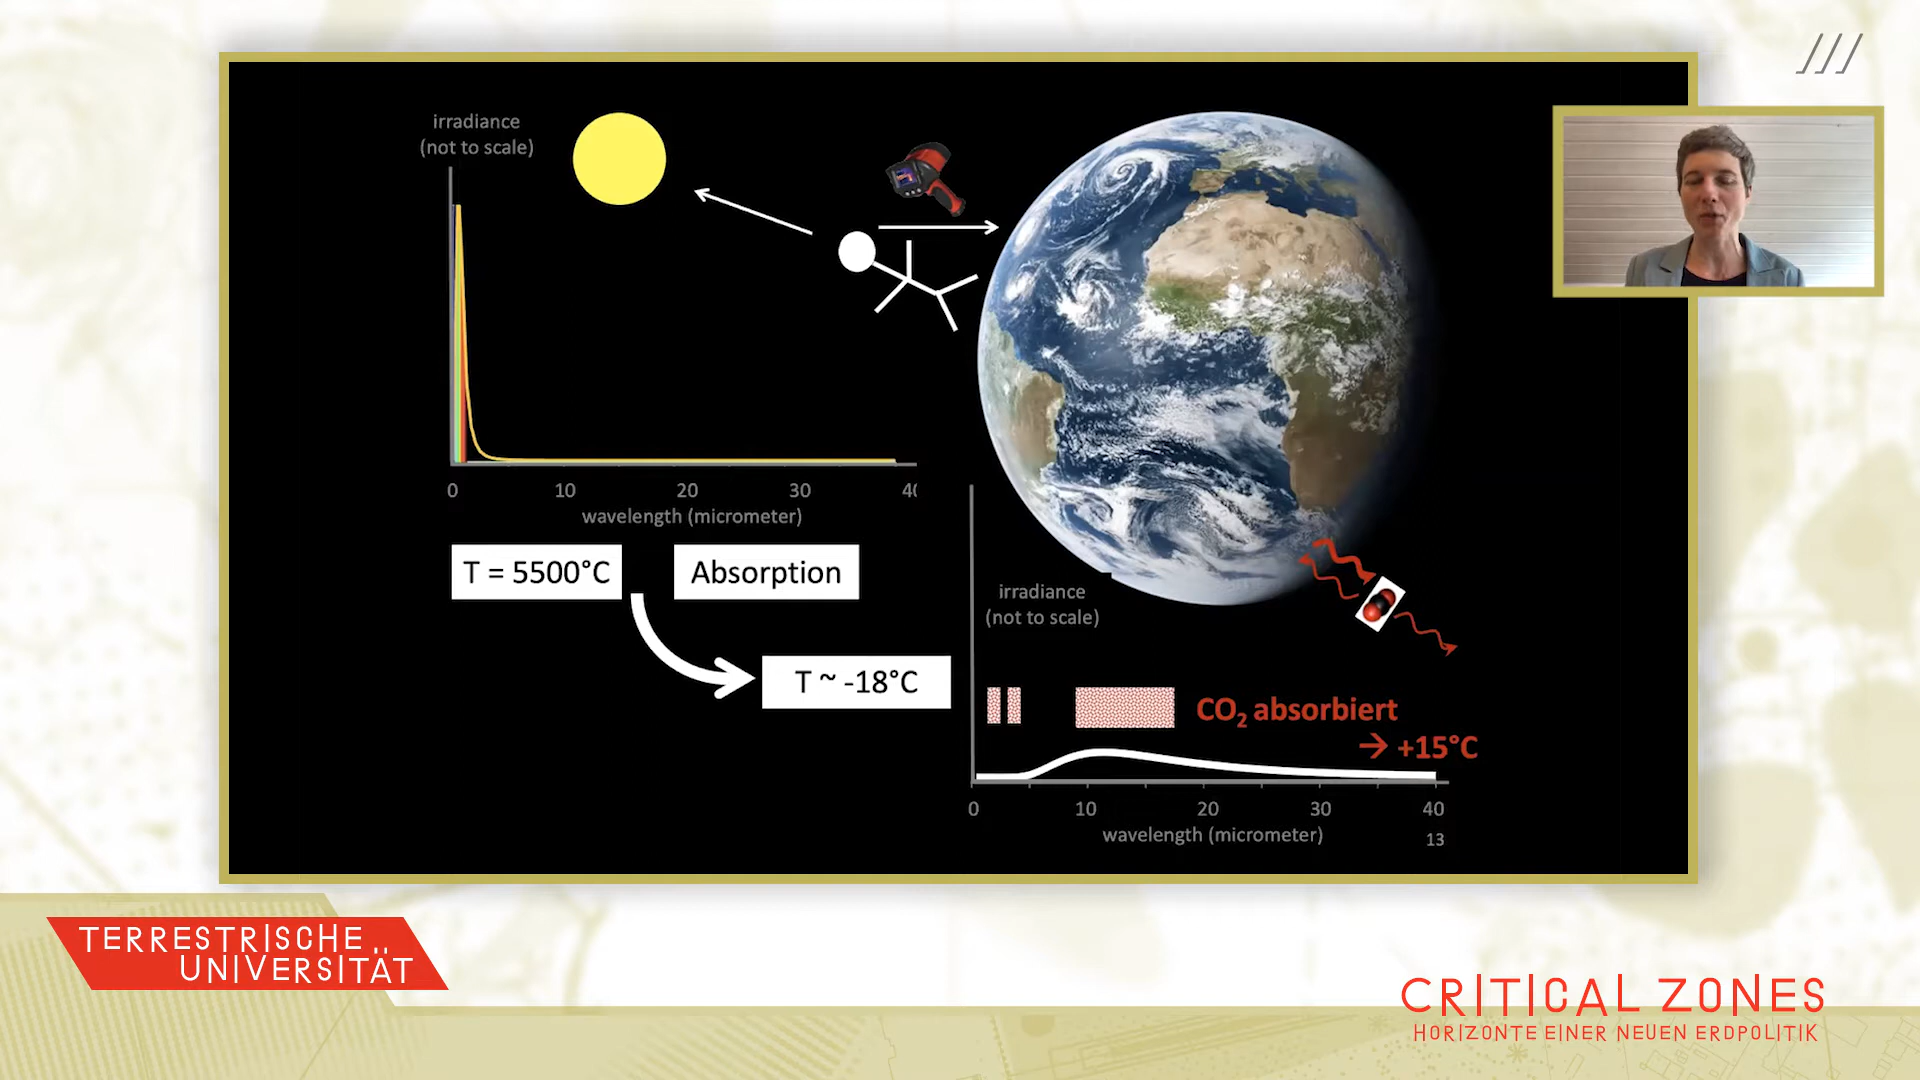 irradiance
(not to scale)
0 10 20 30 40
wavelength (micrometer)
T = 5500°C
Absorption
T ~ -18°C
irradiance
(not to scale)
CO₂ absorbiert
→ +15°C
0 10 20 30 40
wavelength (micrometer)
13
TERRESTRISCHE
UNIVERSITÄT
CRITICAL ZONES
HORIZONTE EINER NEUEN ERDPOLITIK